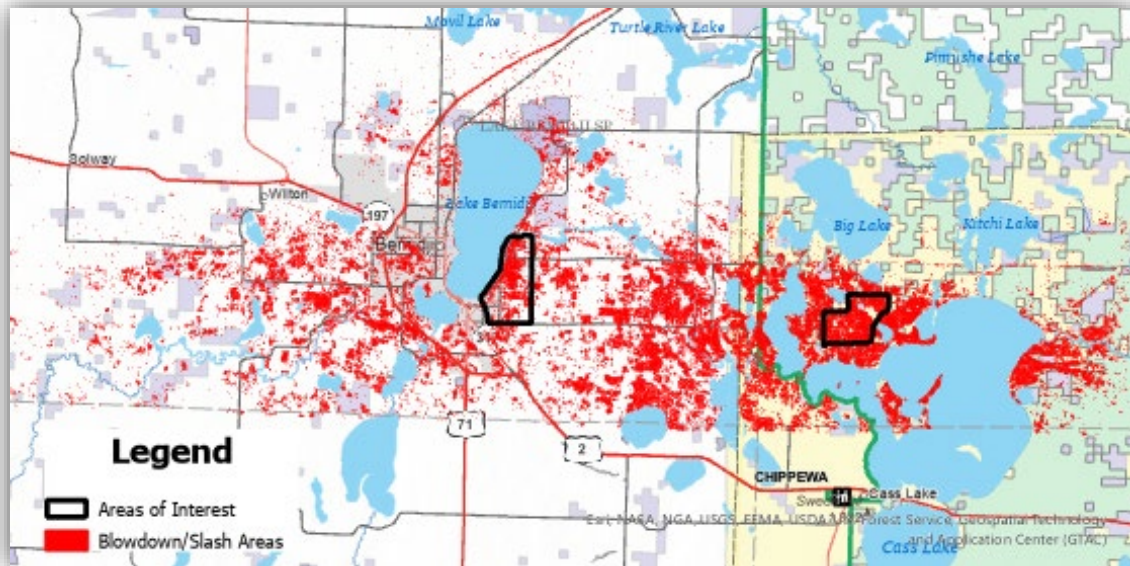 Movil Lake
Turtle River Lake
Pimushe Lake
Solway
Wilton
197
Lake Bemidji
Big Lake
Kitchi Lake
71
2
Legend
Areas of Interest
Blowdown/Slash Areas
CHIPPEWA
Cass Lake
Esri, NASA, NGA, USGS, FEMA, USDA
Forest Service, Geospatial Technology
and Application Center (GTAC)
Cass Lake